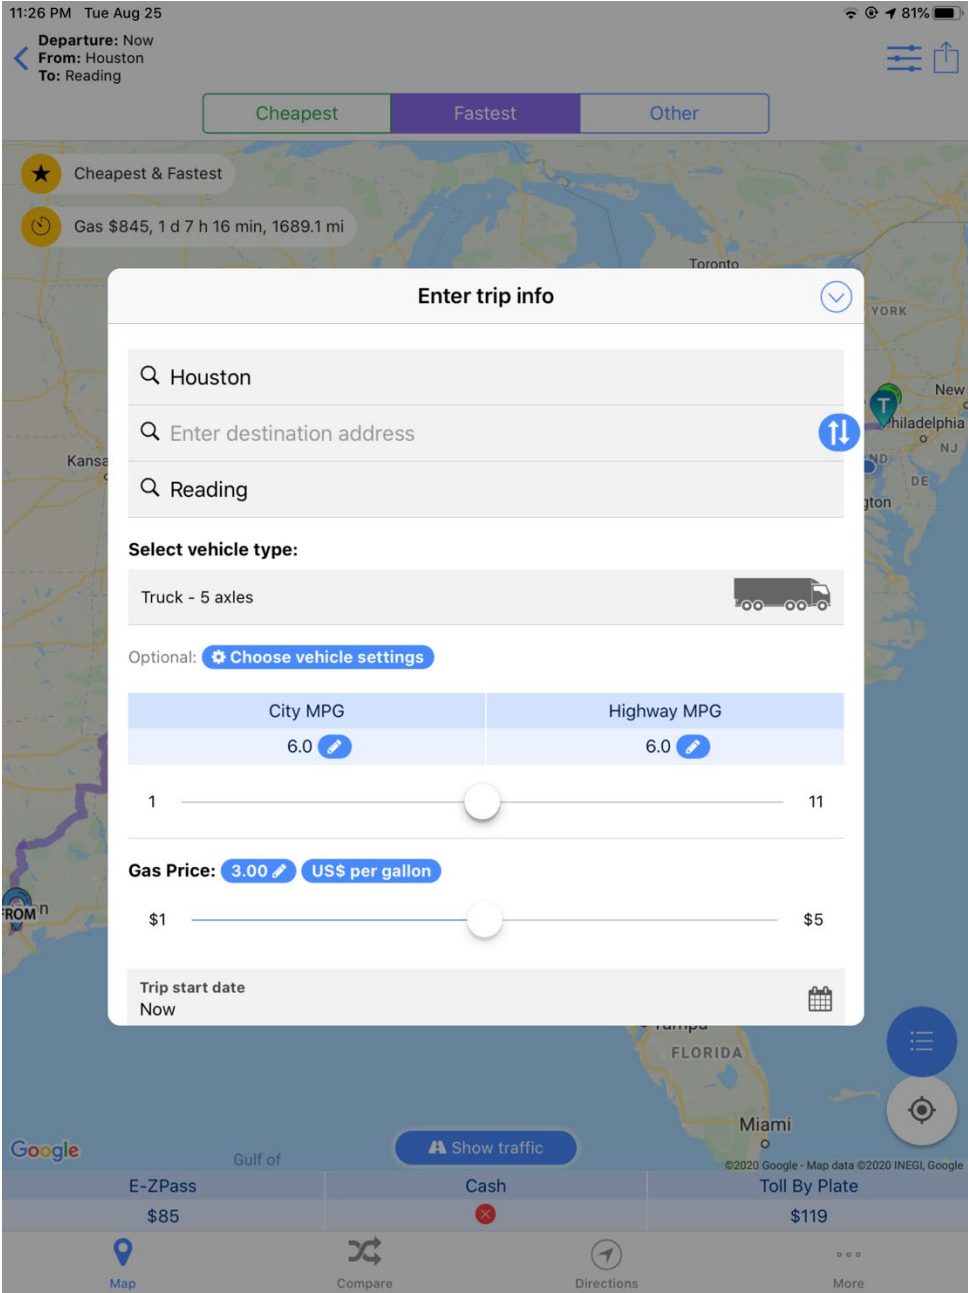 11:26 PM Tue Aug 25
81%
Departure: Now
From: Houston
To: Reading
Cheapest Fastest Other
Cheapest & Fastest
Gas $845, 1 d 7 h 16 min, 1689.1 mi
Toronto
Enter trip info
YORK
Houston
New
T
Philadelphia
Enter destination address
NJ
Kansa
ND
DE
Reading
gton
Select vehicle type:
Truck - 5 axles
Optional: Choose vehicle settings
City MPG Highway MPG
6.0 6.0
1 11
Gas Price: 3.00 US$ per gallon
FROM n
$1 $5
Trip start date
Now
Tampa
FLORIDA
Miami
Google
Gulf of
Show traffic
©2020 Google - Map data ©2020 INEGI, Google
E-ZPass Cash Toll By Plate
$85 $119
Map Compare Directions More